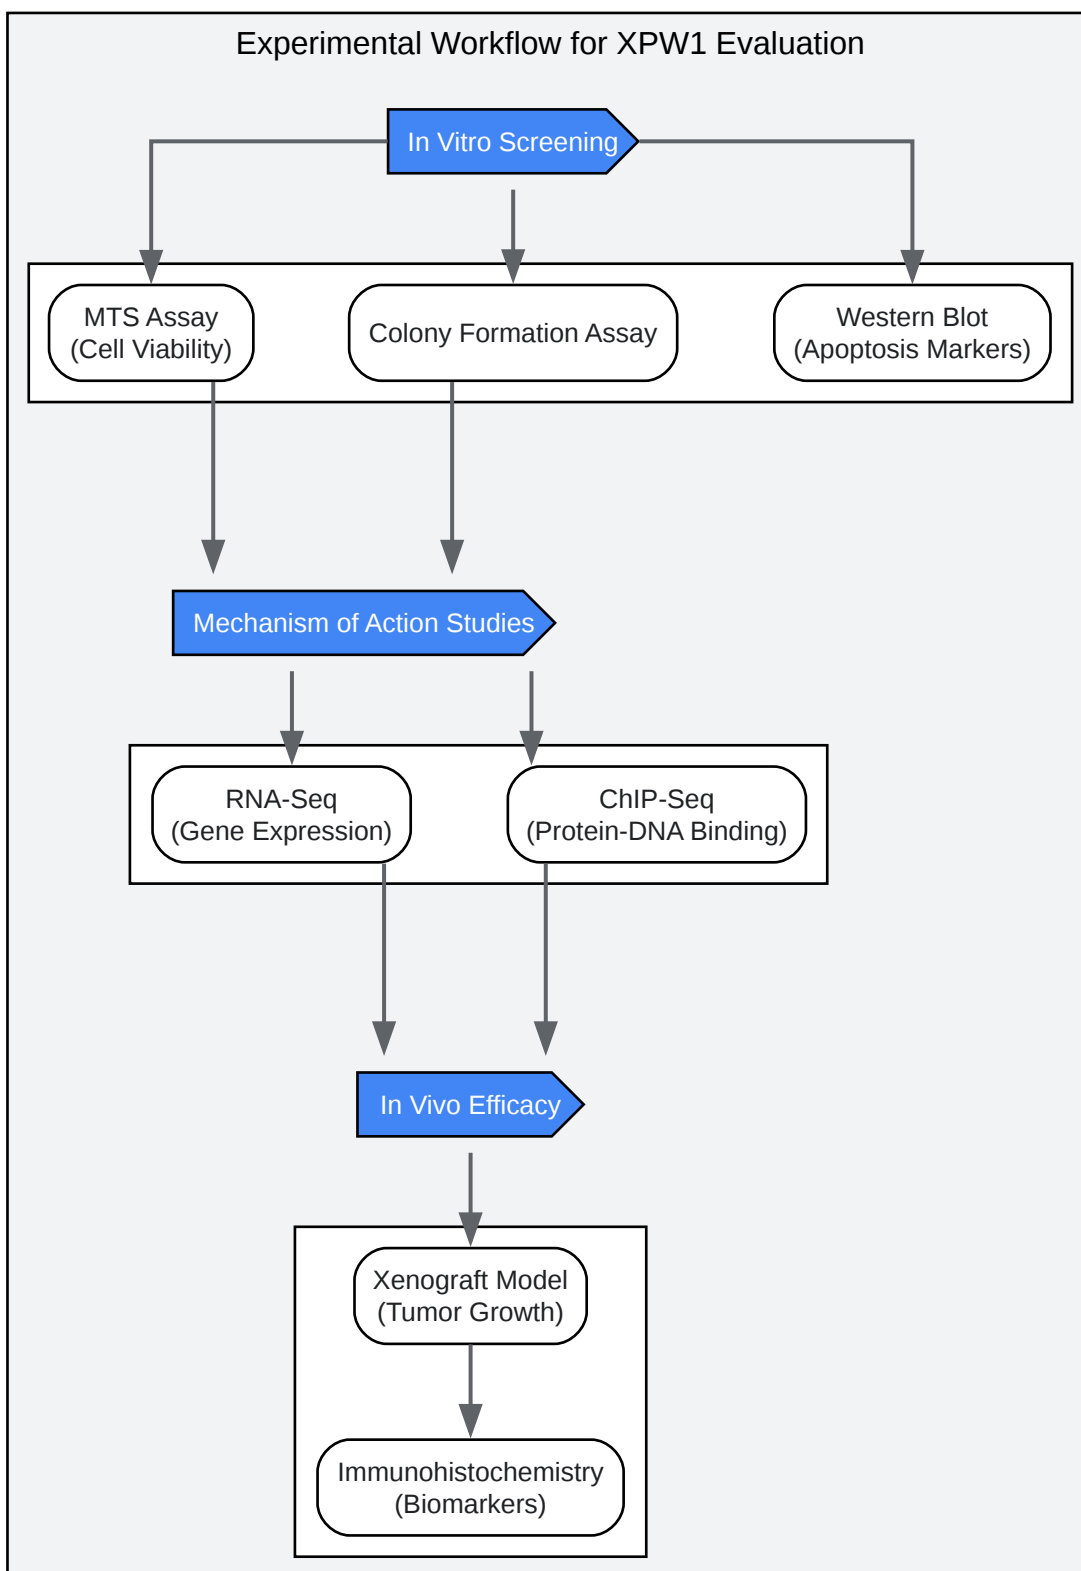 Experimental Workflow for XPW1 Evaluation
In Vitro Screening
MTS Assay
(Cell Viability)
Colony Formation Assay
Western Blot
(Apoptosis Markers)
Mechanism of Action Studies
RNA-Seq
(Gene Expression)
ChIP-Seq
(Protein-DNA Binding)
In Vivo Efficacy
Xenograft Model
(Tumor Growth)
Immunohistochemistry
(Biomarkers)